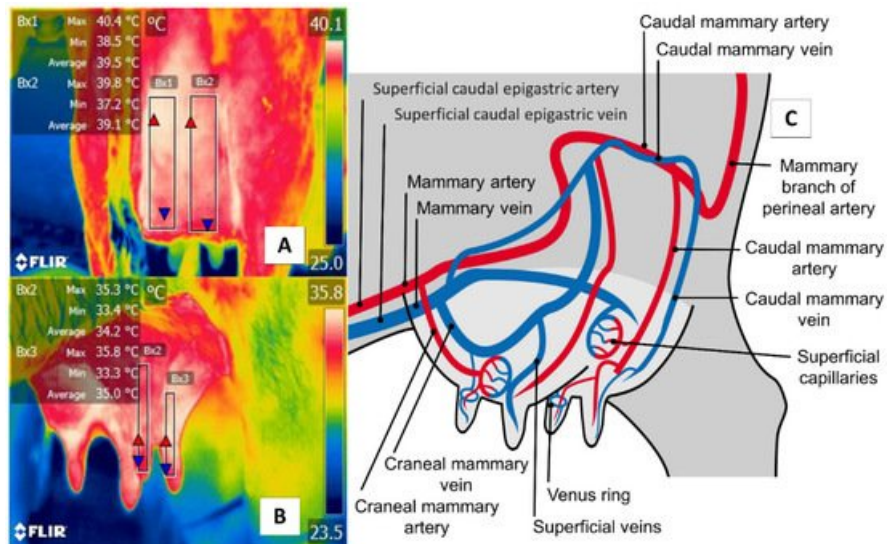 Bx1 Max 40.4 °C
Min 38.5 °C
Average 39.5 °C
Bx2 Max 39.8 °C
Min 37.2 °C
Average 39.1 °C
°C
40.1
Bx1 Bx2
A
FLIR
25.0
Bx2 Max 35.3 °C
Min 33.4 °C
Average 34.2 °C
Bx3 Max 35.8 °C
Min 33.3 °C
Average 35.0 °C
°C
35.8
Bx2
Bx3
B
FLIR
23.5
Caudal mammary artery
Caudal mammary vein
Superficial caudal epigastric artery
Superficial caudal epigastric vein
C
Mammary artery
Mammary vein
Mammary
branch of
perineal artery
Caudal mammary
artery
Caudal mammary
vein
Superficial
capillaries
Craneal mammary
vein
Craneal mammary
artery
Venus ring
Superficial veins